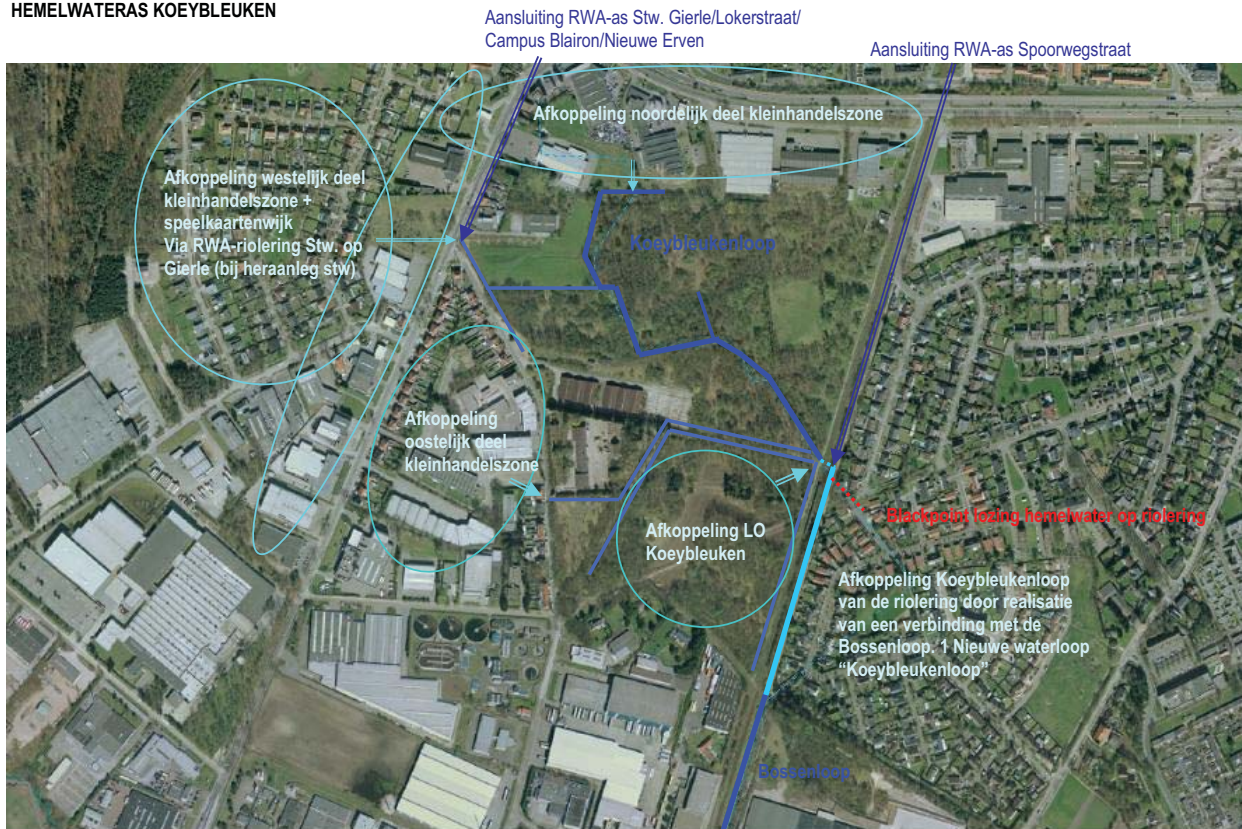 HEMELWATERAS KOEYBLEUKEN
Aansluiting RWA-as Stw. Gierle/Lokerstraat/
Campus Blairon/Nieuwe Erven
Aansluiting RWA-as Spoorwegstraat
Afkoppeling noordelijk deel kleinhandelszone
Afkoppeling westelijk deel
kleinhandelszone +
speelkaartenwijk
Via RWA-riolering Stw. op
Gierle (bij heraanleg stw)
Koeybleukenloop
Afkoppeling
oostelijk deel
kleinhandelszone
Afkoppeling LO
Koeybleuken
Blackpoint lozing hemelwater op riolering
Afkoppeling Koeybleukenloop
van de riolering door realisatie
van een verbinding met de
Bossenloop. 1 Nieuwe waterloop
“Koeybleukenloop”
Bossenloop